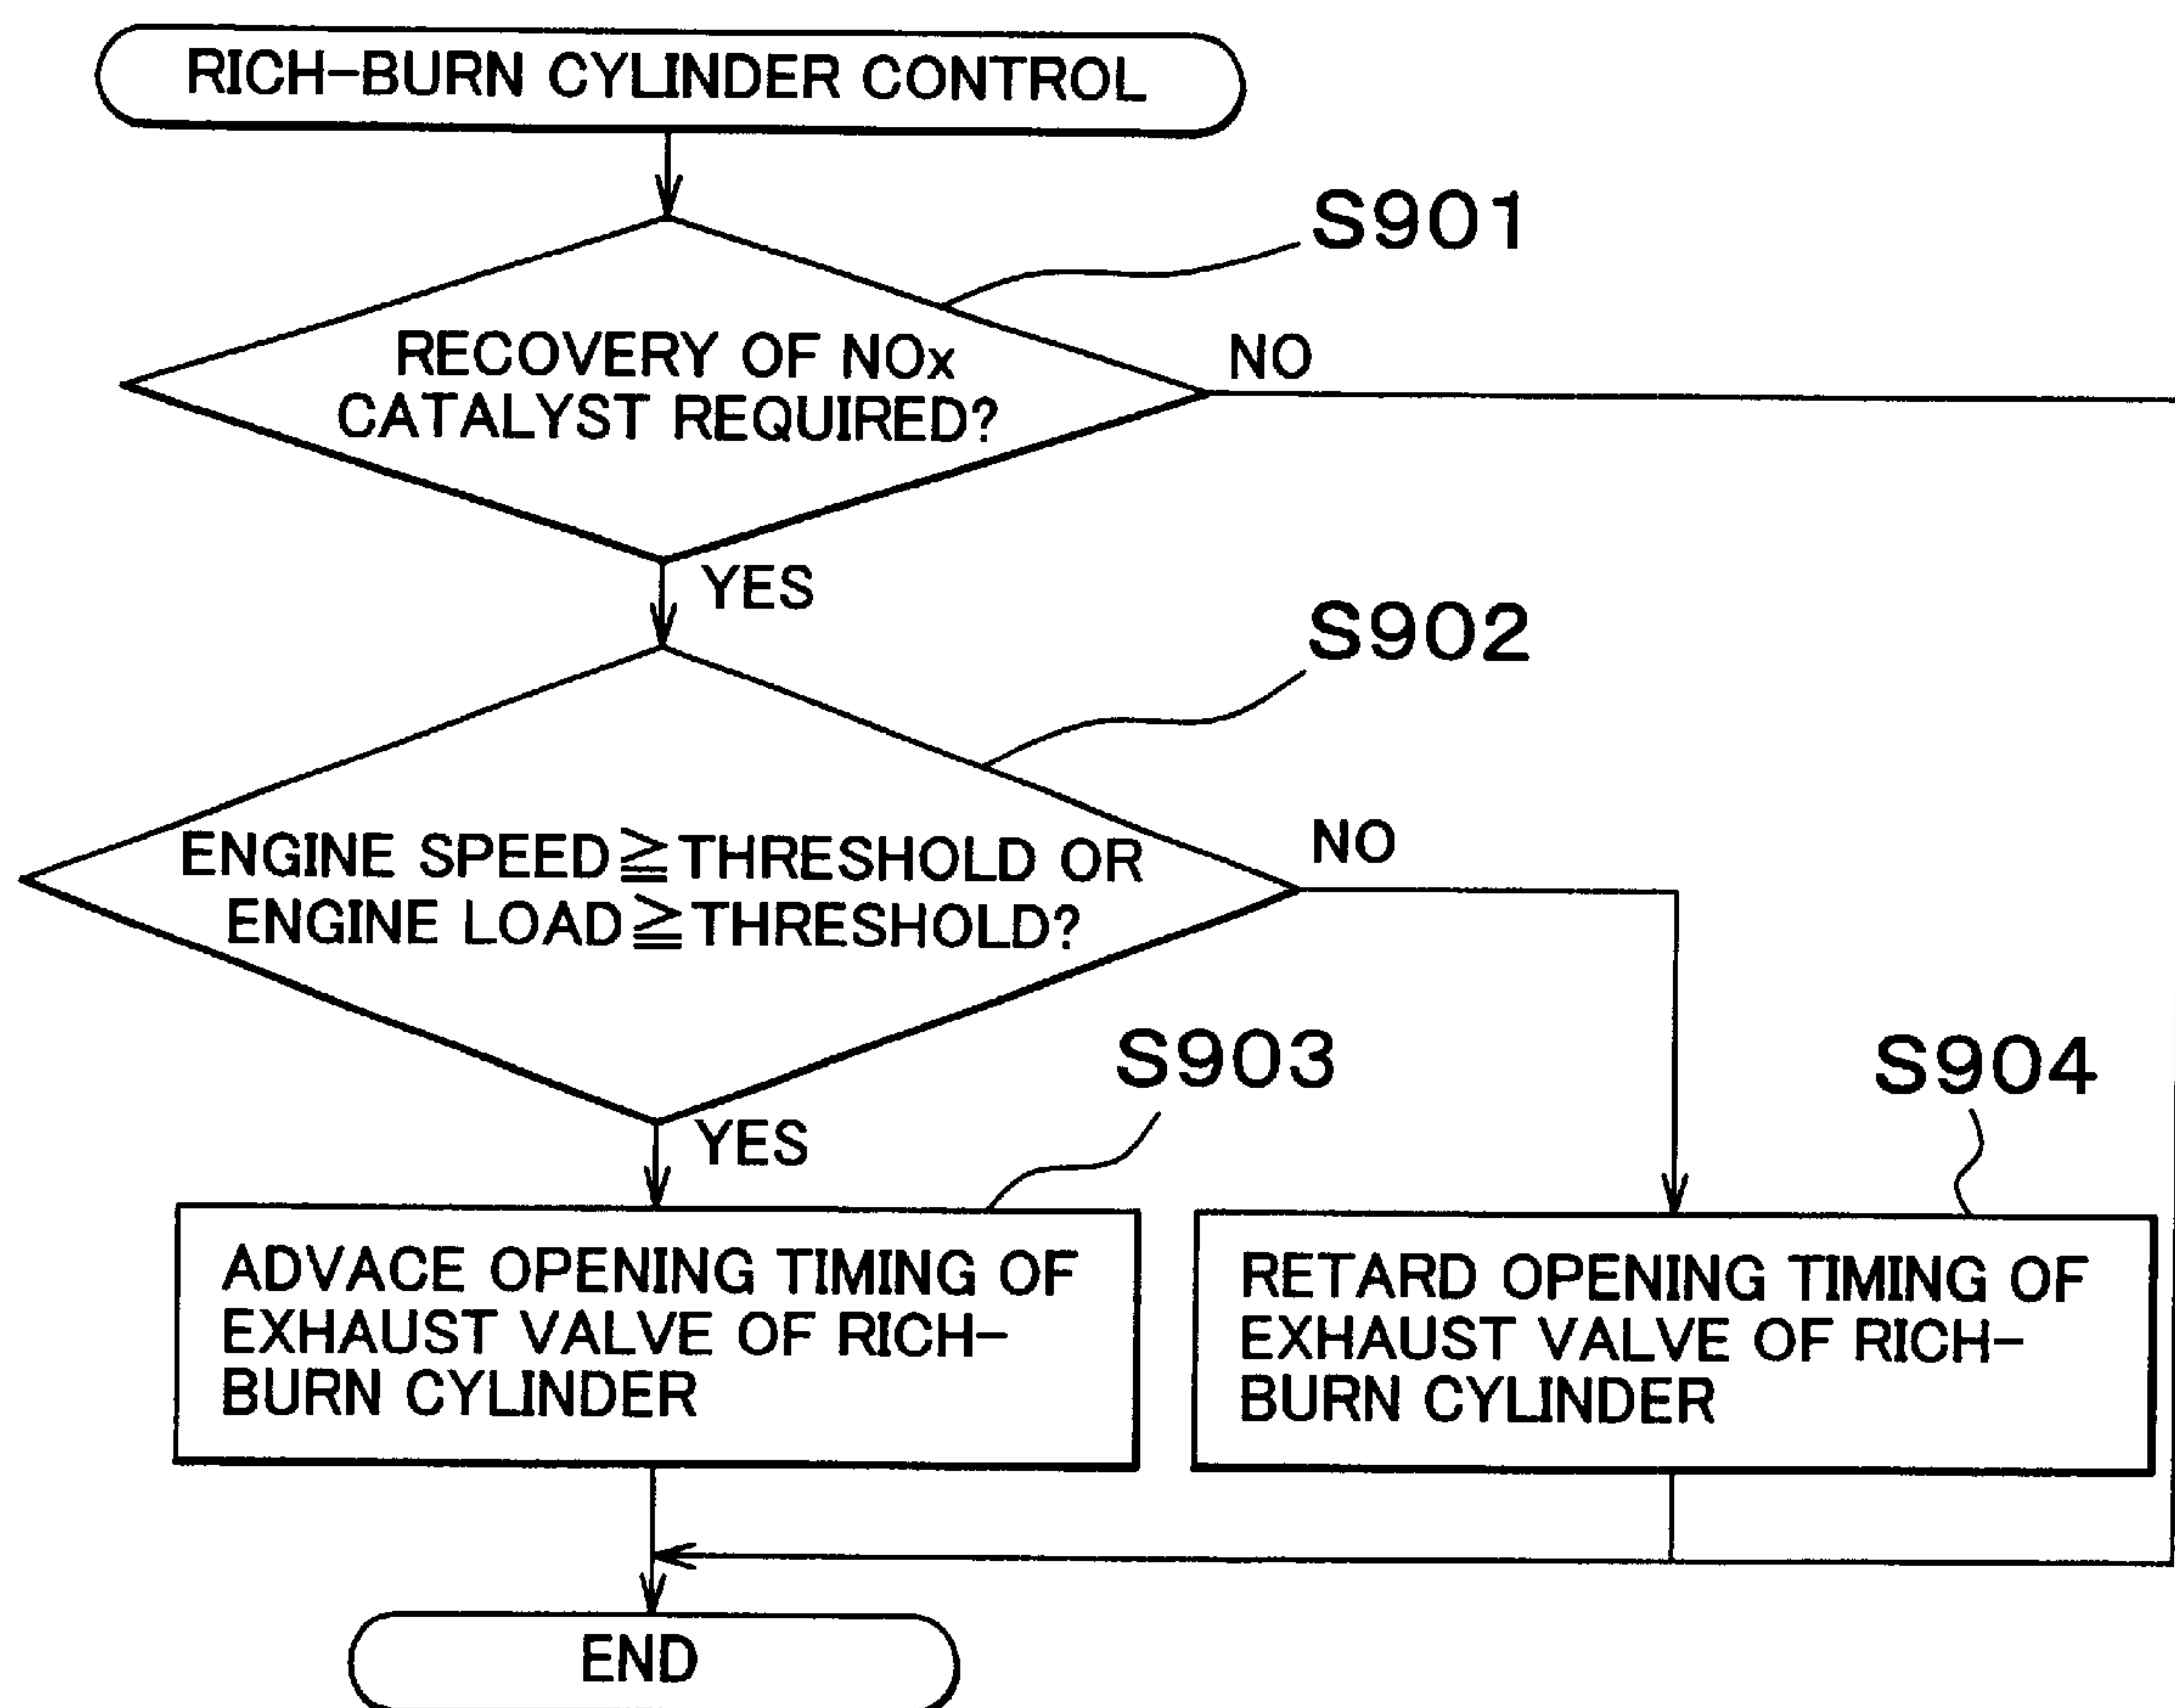 RICH-BURN CYLINDER CONTROL
S901
RECOVERY OF NOx
CATALYST REQUIRED?
NO
YES
S902
ENGINE SPEED≧THRESHOLD OR
ENGINE LOAD≧THRESHOLD?
NO
YES
S903
S904
ADVACE OPENING TIMING OF
EXHAUST VALVE OF RICH-
BURN CYLINDER
RETARD OPENING TIMING OF
EXHAUST VALVE OF RICH-
BURN CYLINDER
END